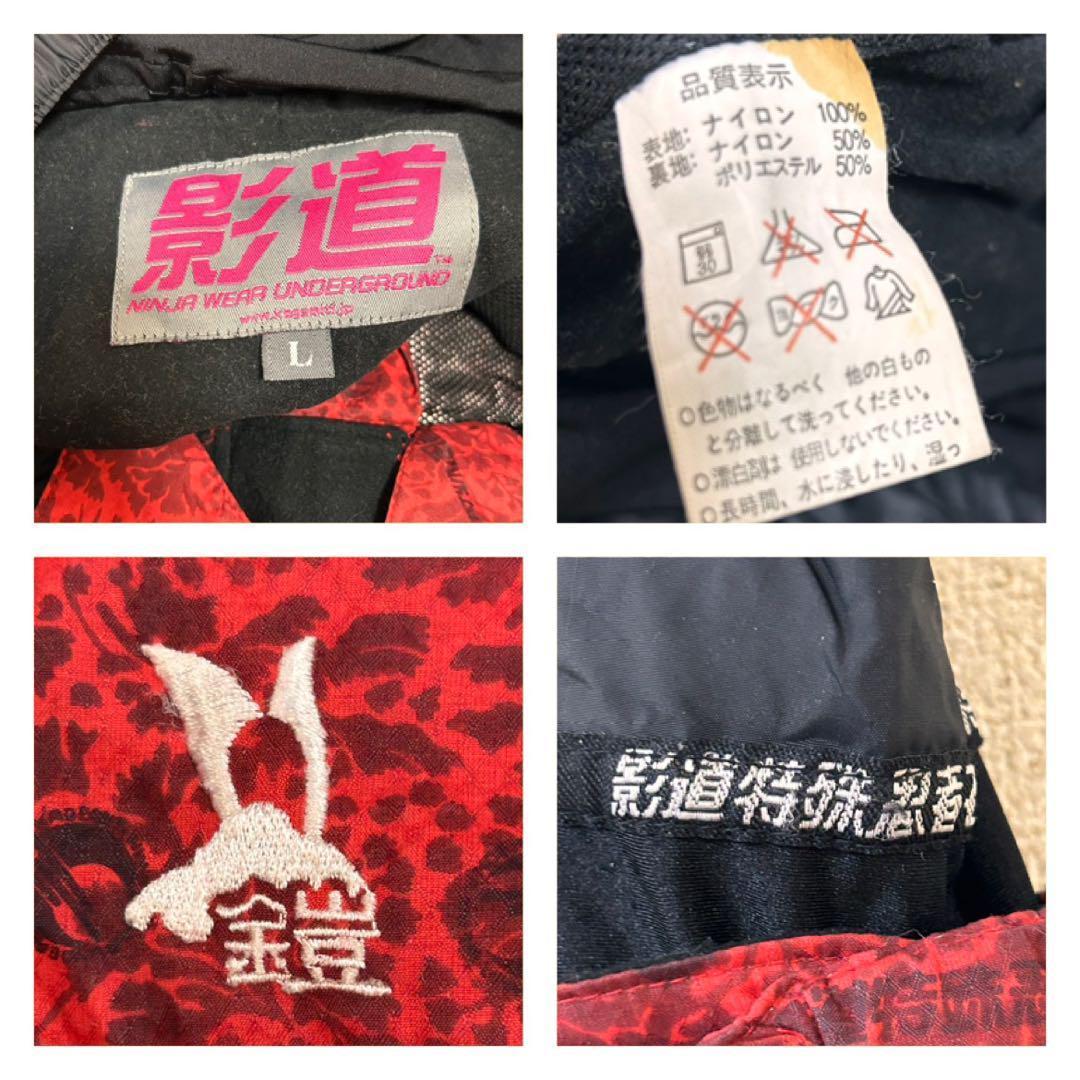 影道
TM
NINJA WEAR UNDERGROUND
L
品質表示
表地: ナイロン 100%
裏地: ナイロン 50%
ポリエステル 50%
弱
30
○色物はなるべく 他の白もの
と分離して洗ってください。
○漂白剤は 使用しないでください。
○長時間、水に浸したり、湿っ
鎧
影道特殊忍者